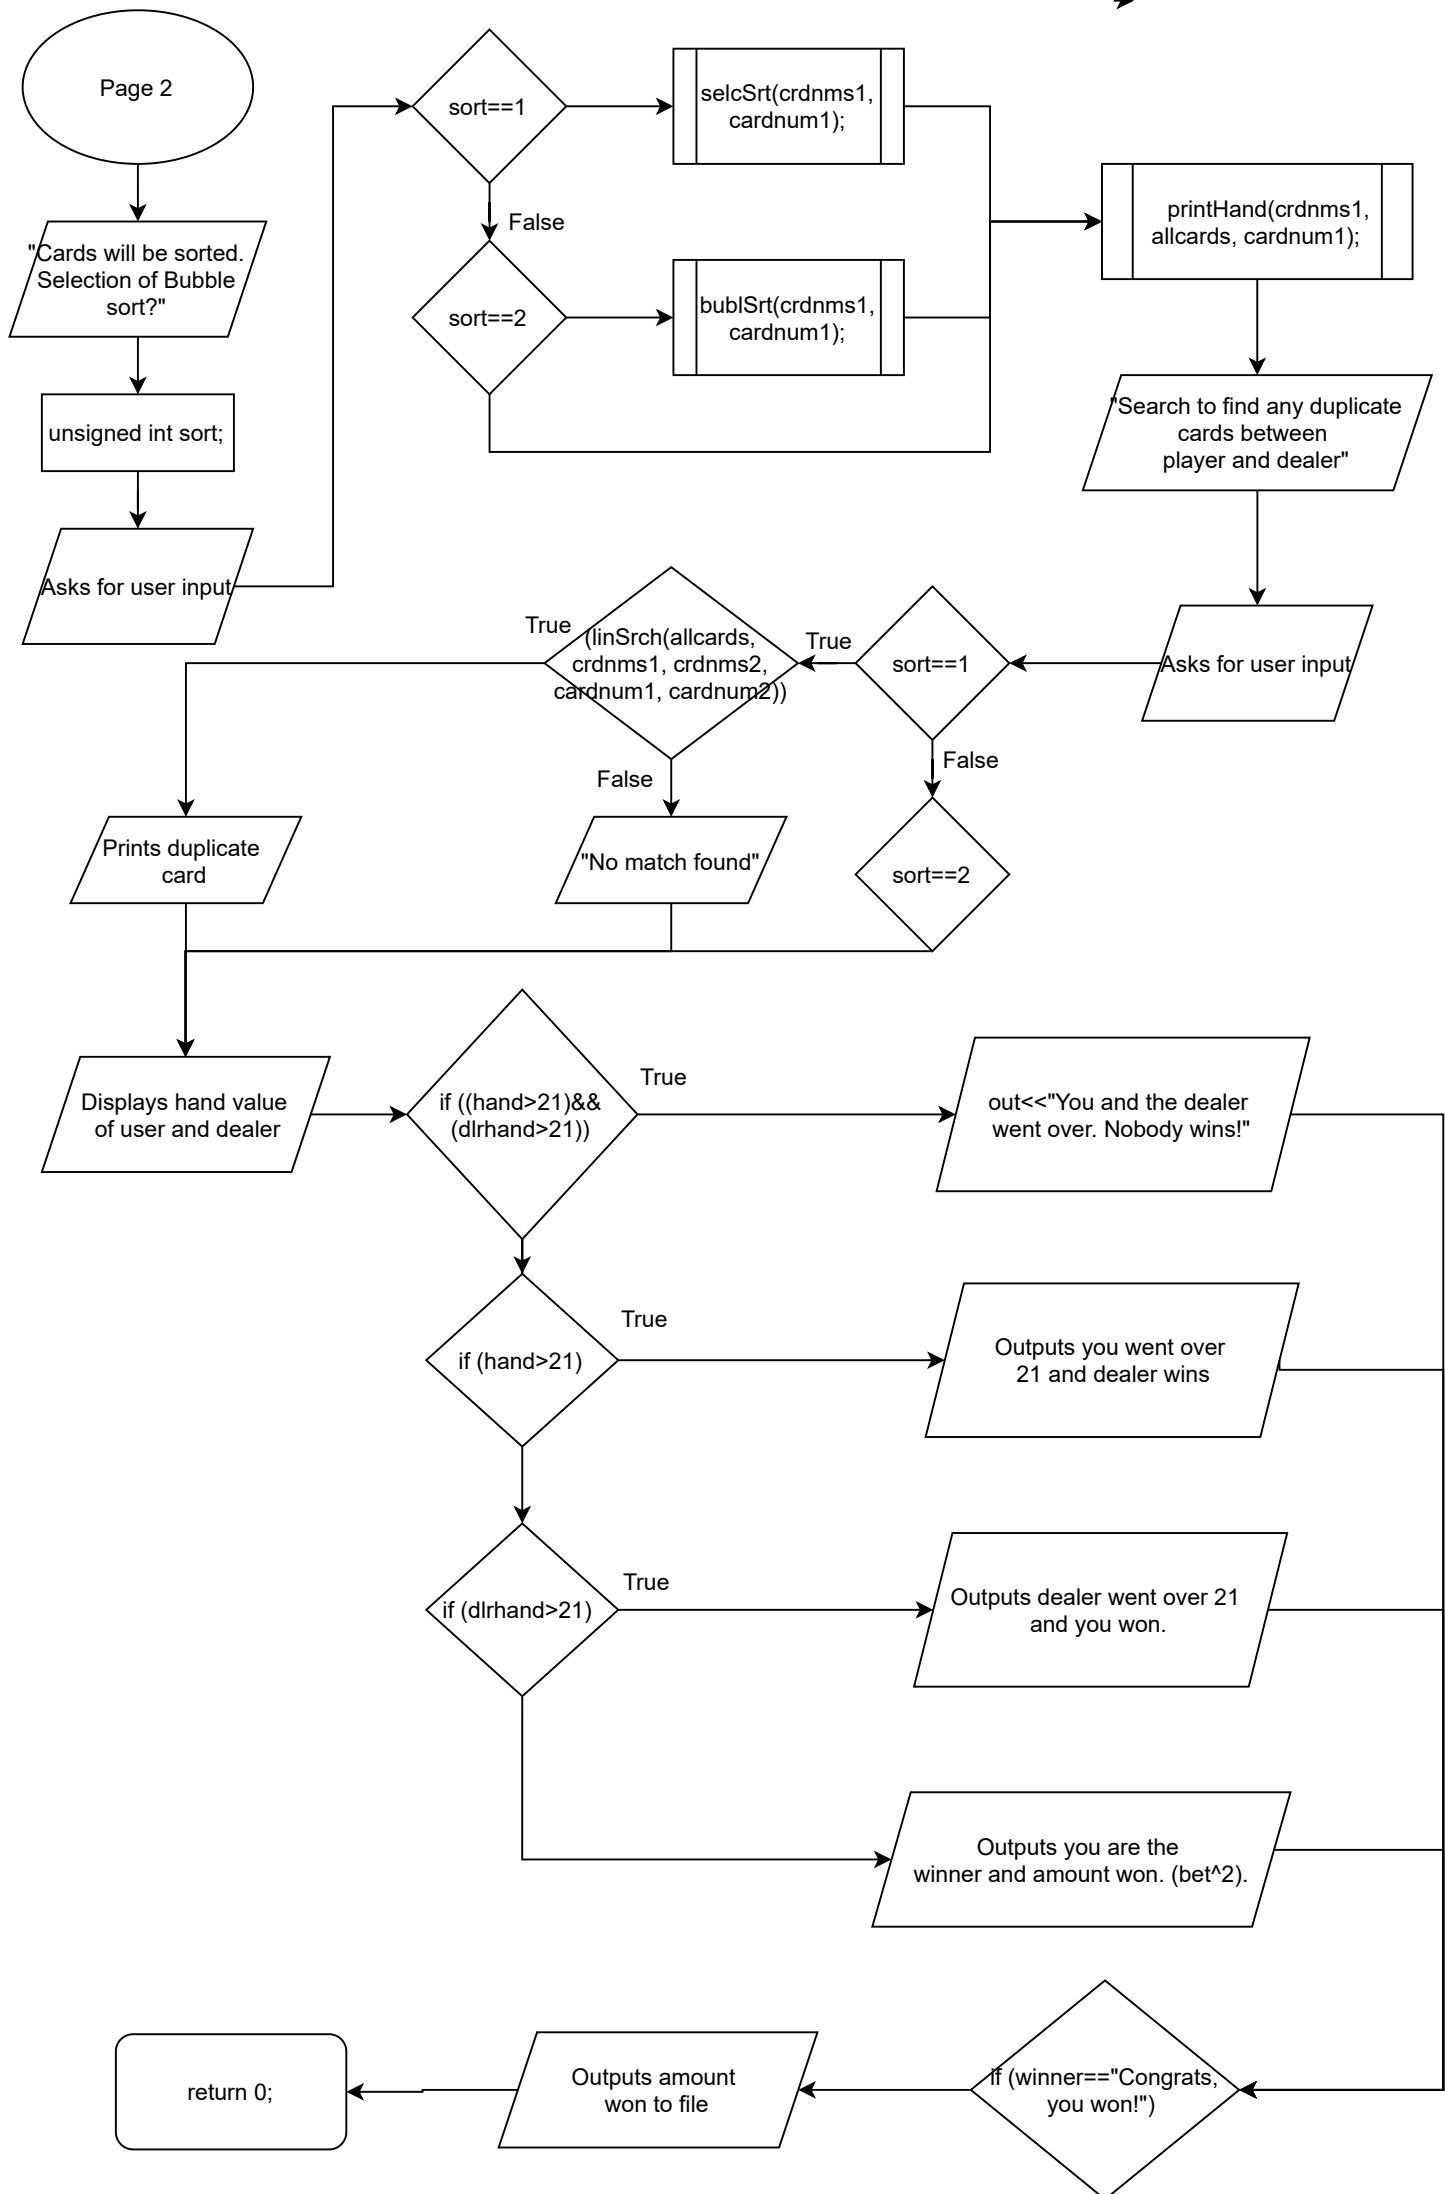 Page 2
"Cards will be sorted.
Selection of Bubble
sort?"
unsigned int sort;
Asks for user input
sort==1
False
sort==2
selcSrt(crdnms1,
cardnum1);
bublSrt(crdnms1,
cardnum1);
printHand(crdnms1,
allcards, cardnum1);
"Search to find any duplicate
cards between
player and dealer"
Asks for user input
sort==1
True
False
sort==2
(linSrch(allcards,
crdnms1, crdnms2,
cardnum1, cardnum2))
True
False
Prints duplicate
card
"No match found"
Displays hand value
of user and dealer
if ((hand>21)&&
(dlrhand>21))
True
out<<"You and the dealer
went over. Nobody wins!"
if (hand>21)
True
Outputs you went over
21 and dealer wins
if (dlrhand>21)
True
Outputs dealer went over 21
and you won.
Outputs you are the
winner and amount won. (bet^2).
if (winner=="Congrats,
you won!")
Outputs amount
won to file
return 0;